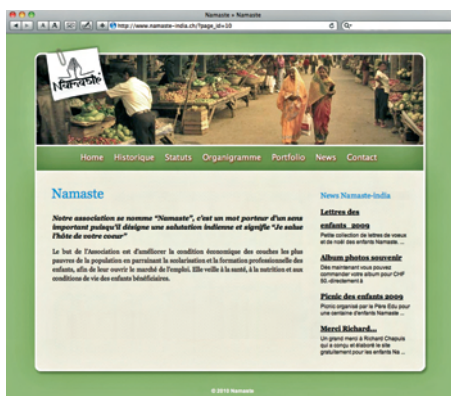 Namaste » Namaste
http://www.namaste-india.ch/?page_id=10
Namaste
Home Historique Statuts Organigramme Portfolio News Contact
Namaste
Notre association se nomme “Namaste”, c’est un mot porteur d’un sens
important puisqu’il désigne une salutation indienne et signifie “Je salue
l’hôte de votre coeur”
Le but de l’Association est d’améliorer la condition économique des couches les plus
pauvres de la population en parrainant la scolarisation et la formation professionnelle des
enfants, afin de leur ouvrir le marché de l’emploi. Elle veille à la santé, à la nutrition et aux
conditions de vie des enfants bénéficiaires.
News Namaste-india
Lettres des
enfants_2009
Petite collection de lettres de voeux
et de noël des enfants Namaste. ...
Album photos souvenir
Dès maintenant vous pouvez
commander votre album pour CHF
50.-directement à
Picnic des enfants 2009
Picnic organisé par le Père Edu pour
une centaine d’enfants Namaste ...
Merci Richard...
Un grand merci à Richard Chapuis
qui a conçu et élaboré le site
gratuitement pour les enfants Na ...
© 2010 Namaste